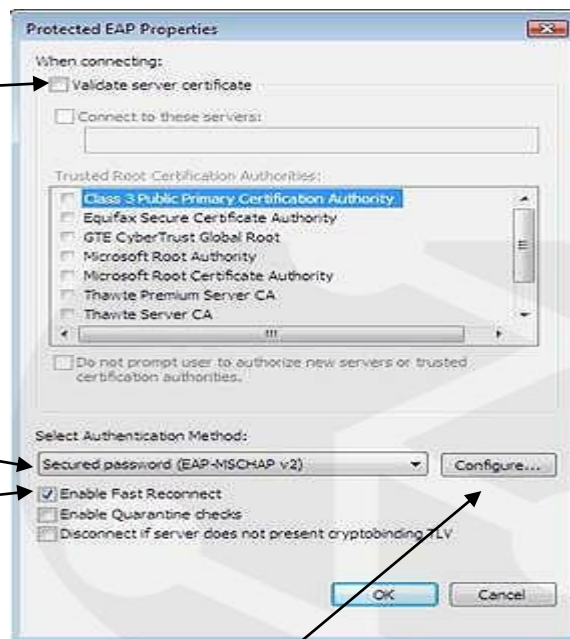 Protected EAP Properties
When connecting:
Validate server certificate
Connect to these servers:
Trusted Root Certification Authorities:
Class 3 Public Primary Certification Authority
Equifax Secure Certificate Authority
GTE CyberTrust Global Root
Microsoft Root Authority
Microsoft Root Certificate Authority
Thawte Premium Server CA
Thawte Server CA
Do not prompt user to authorize new servers or trusted
certification authorities.
Select Authentication Method:
Secured password (EAP-MSCHAP v2)
Configure...
Enable Fast Reconnect
Enable Quarantine checks
Disconnect if server does not present cryptobinding TLV
OK
Cancel